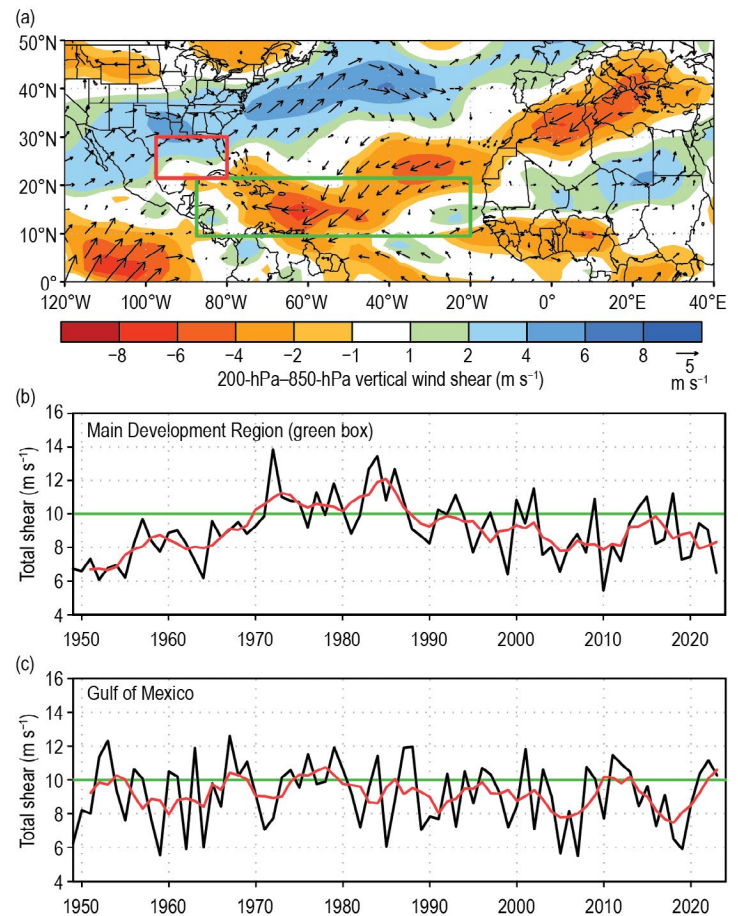 (a)
50°N
40°N
30°N
20°N
10°N
0°
120°W 100°W 80°W 60°W 40°W 20°W 0° 20°E 40°E
−8 −6 −4 −2 −1 1 2 4 6 8 5
200-hPa–850-hPa vertical wind shear (m s⁻¹) m s⁻¹
(b)
16
Main Development Region (green box)
14
12
10
8
6
4
Total shear (m s⁻¹)
1950 1960 1970 1980 1990 2000 2010 2020
(c)
16
Gulf of Mexico
14
12
10
8
6
4
Total shear (m s⁻¹)
1950 1960 1970 1980 1990 2000 2010 2020